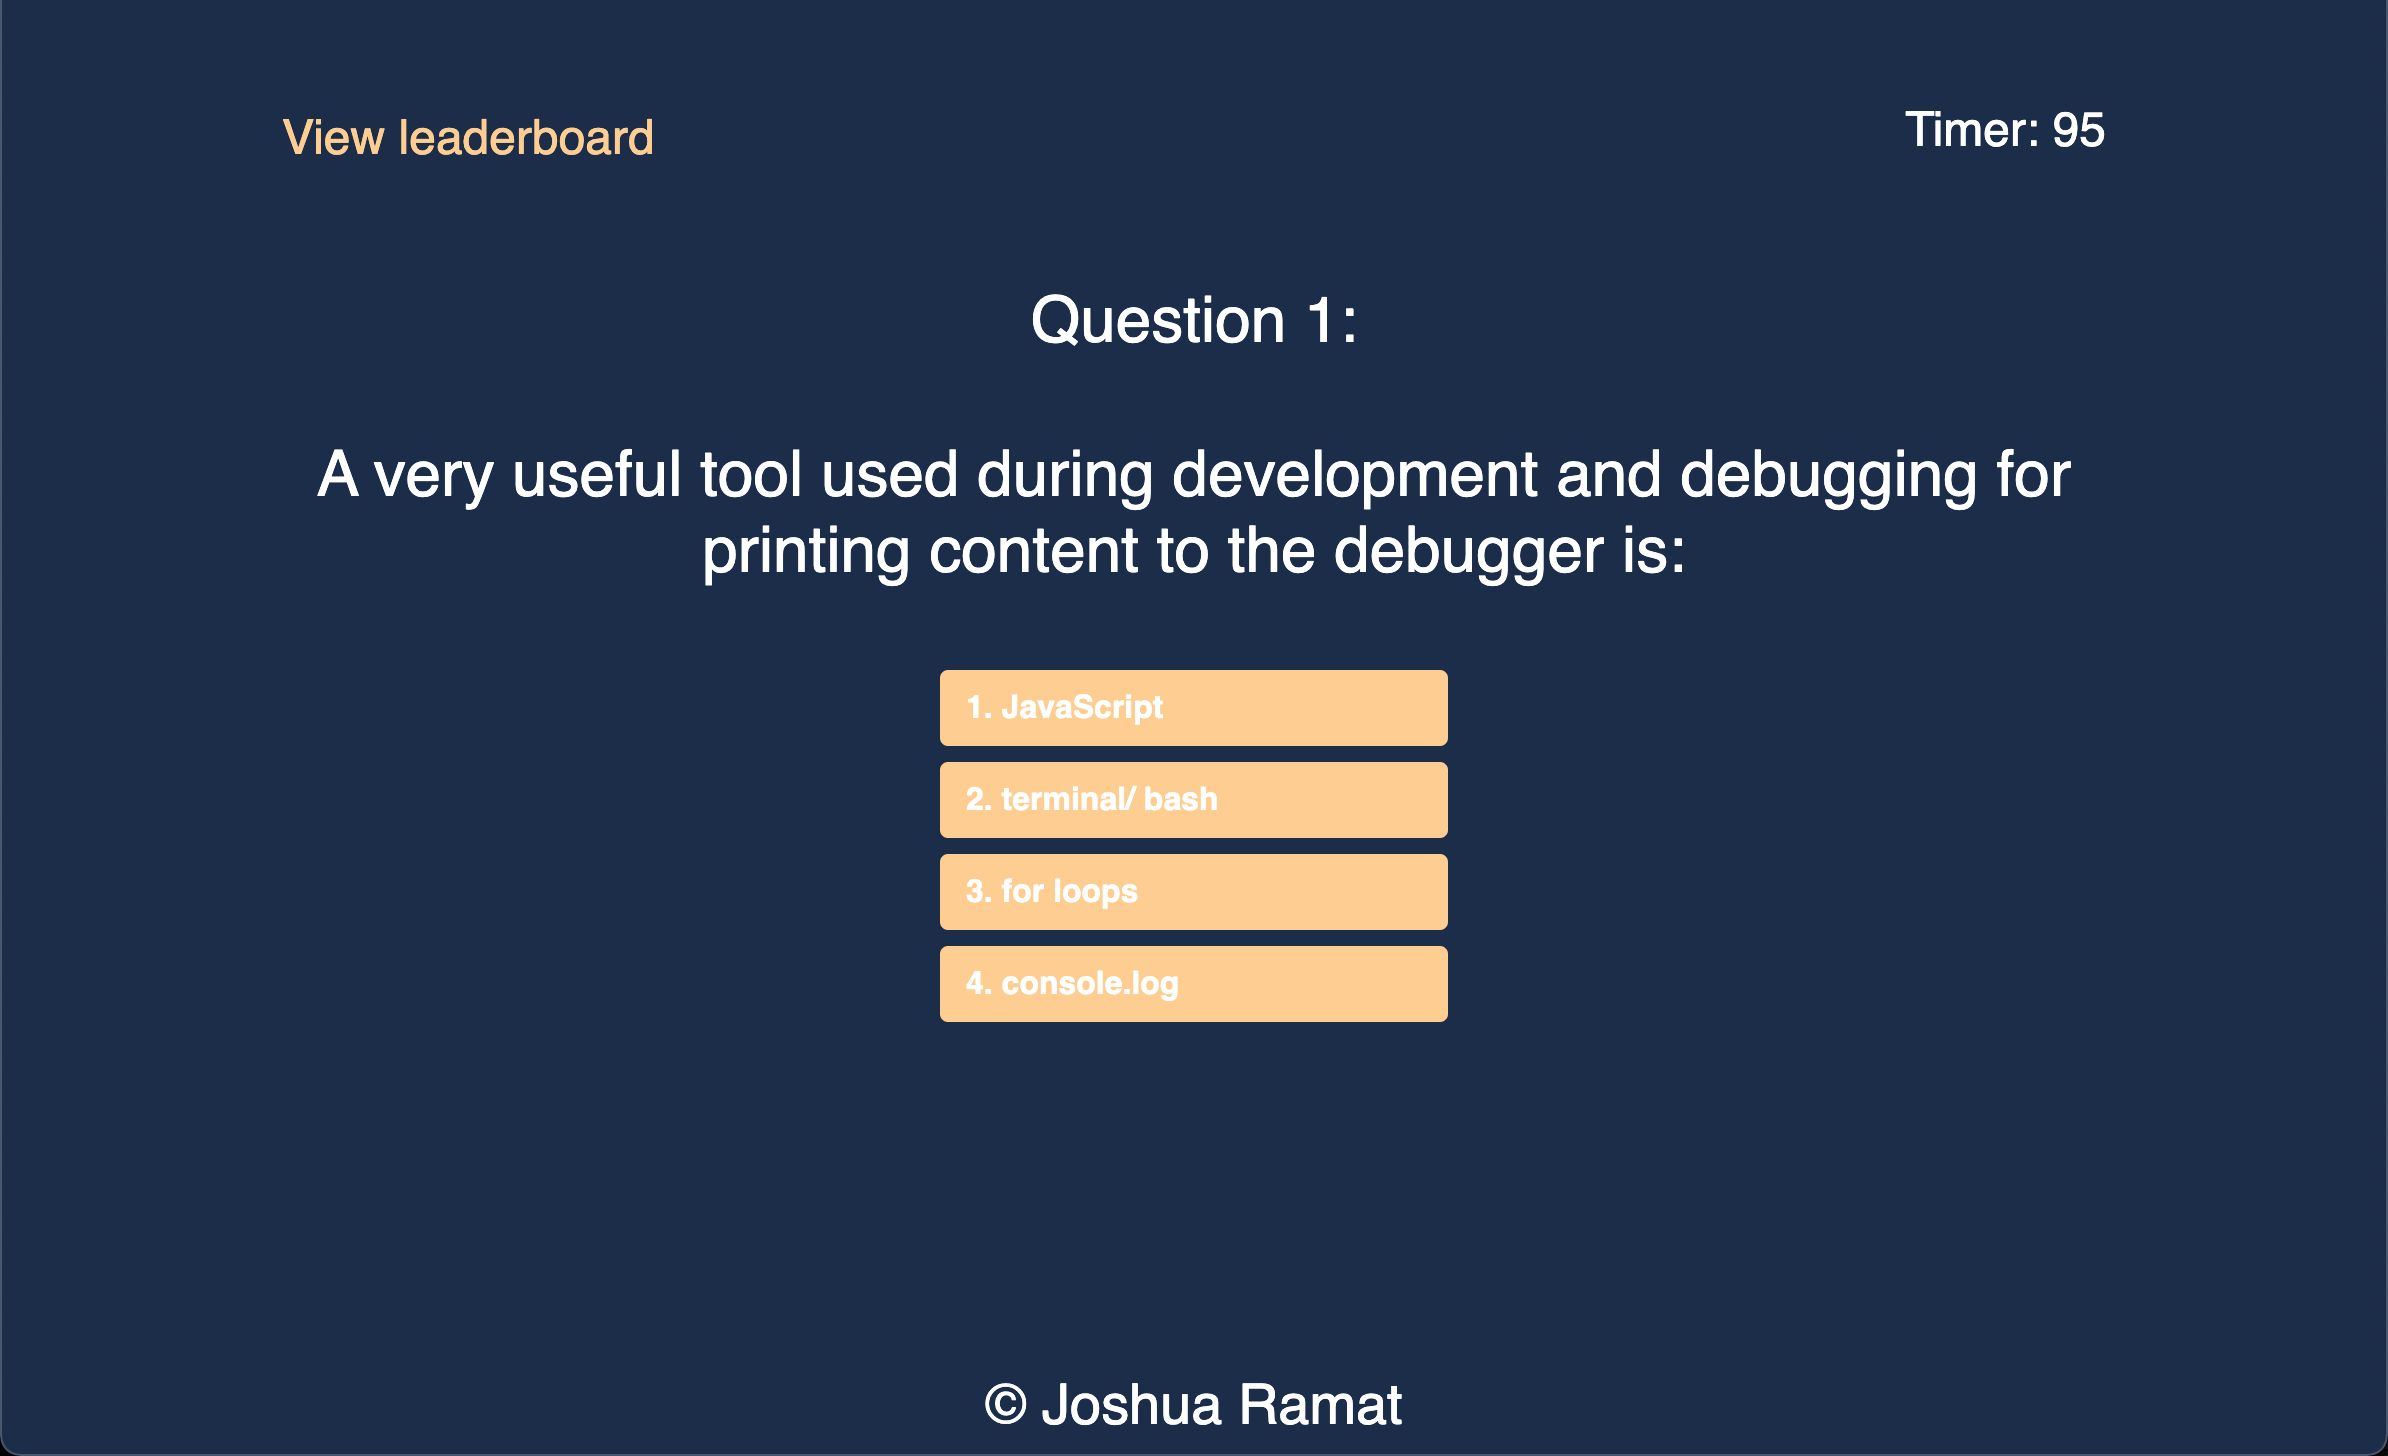 View leaderboard
Timer: 95
Question 1:
A very useful tool used during development and debugging for
printing content to the debugger is:
1. JavaScript
2. terminal/ bash
3. for loops
4. console.log
© Joshua Ramat